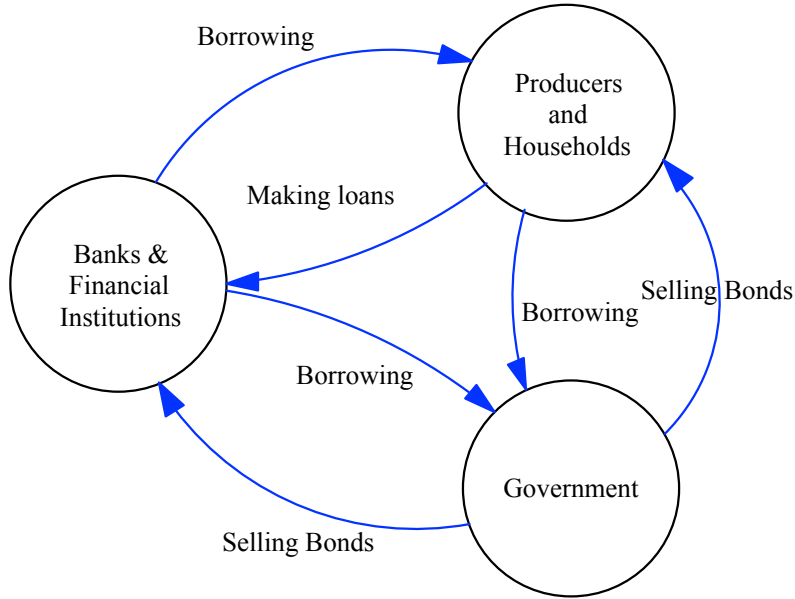 Borrowing
Producers
and
Households
Making loans
Banks &
Financial
Institutions
Selling Bonds
Borrowing
Borrowing
Government
Selling Bonds